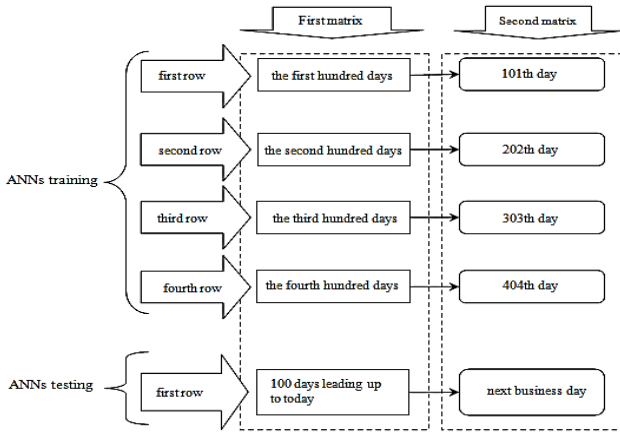 First matrix
Second matrix
ANNs training
first row
the first hundred days
101th day
second row
the second hundred days
202th day
third row
the third hundred days
303th day
fourth row
the fourth hundred days
404th day
ANNs testing
first row
100 days leading up
to today
next business day